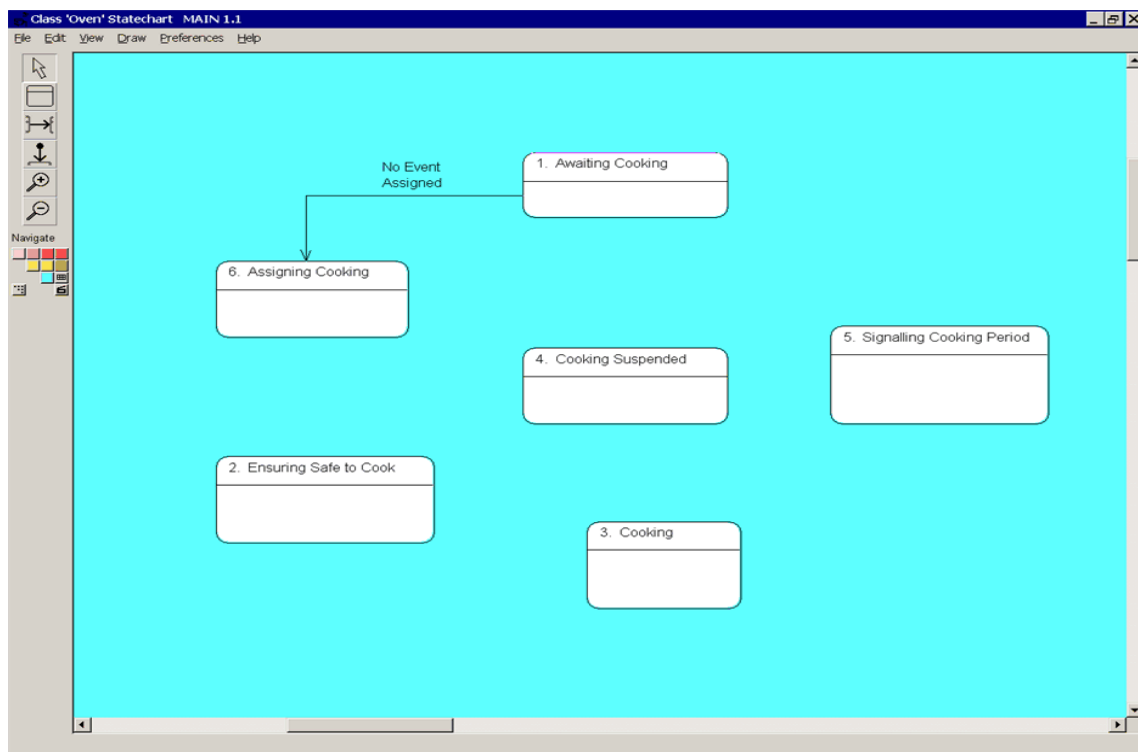 Class 'Oven' Statechart   MAIN 1.1
File Edit View Draw Preferences Help
Navigate
No Event
Assigned
1. Awaiting Cooking
6. Assigning Cooking
5. Signalling Cooking Period
4. Cooking Suspended
2. Ensuring Safe to Cook
3. Cooking